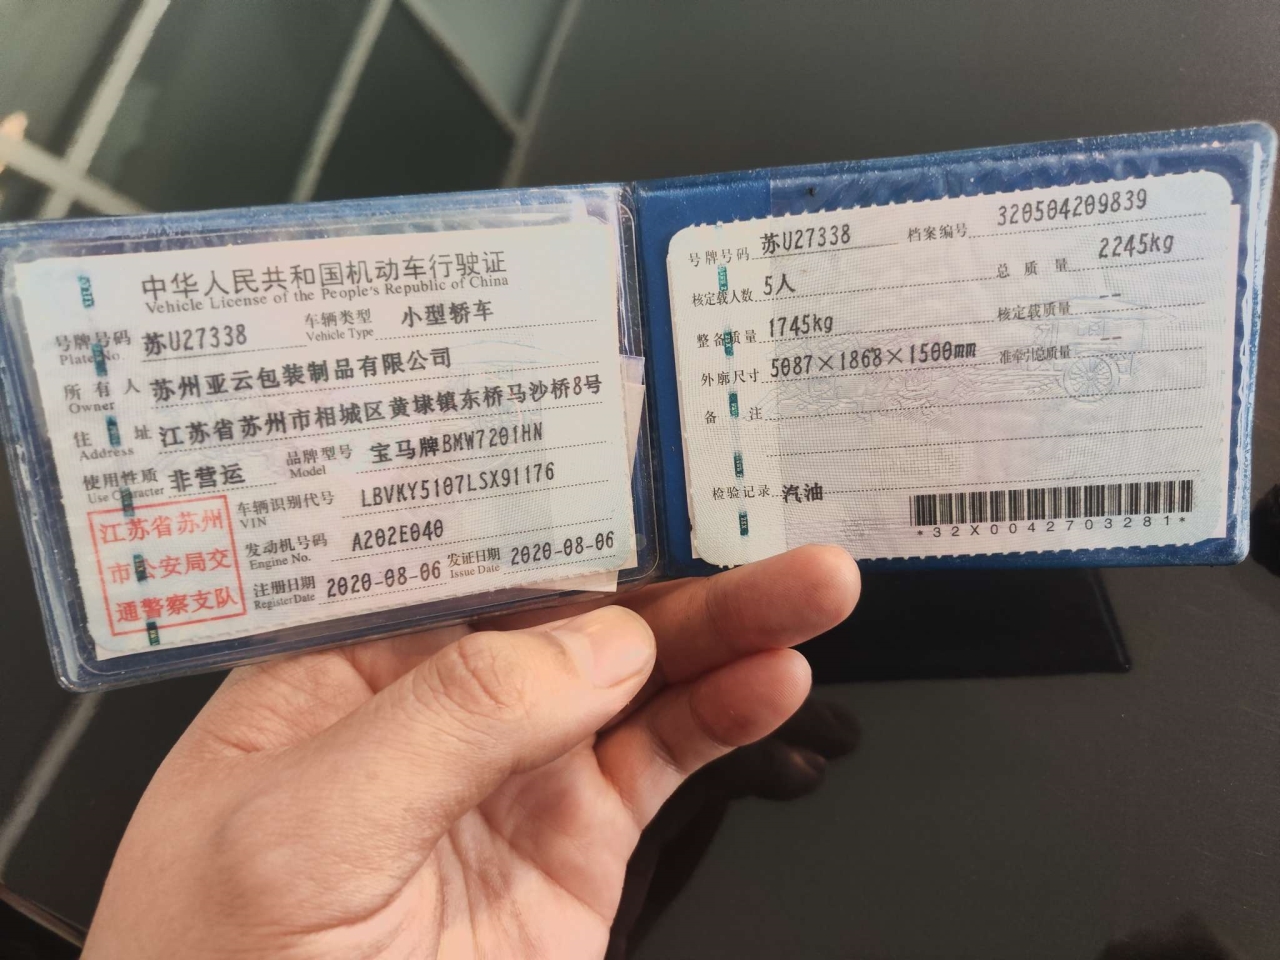 中华人民共和国机动车行驶证
Vehicle License of the People's Republic of China
号牌号码 苏U27338 车辆类型 小型轿车
Plate No. Vehicle Type
所有人 苏州亚云包装制品有限公司
Owner
住址 江苏省苏州市相城区黄埭镇东桥马沙桥8号
Address
使用性质 非营运 品牌型号 宝马牌BMW7201HN
Use Character Model
江苏省苏州
市公安局交
通警察支队
车辆识别代号 LBVKY5107LSX91176
VIN
发动机号码 A202E040
Engine No.
注册日期 2020-08-06 发证日期 2020-08-06
Register Date Issue Date
号牌号码 苏U27338 档案编号 320504209839
核定载人数 5人 总质量 2245kg
整备质量 1745kg 核定载质量 --
外廓尺寸 5087×1868×1500mm 准牵引总质量 --
备注
检验记录 汽油
*32X0042703281*